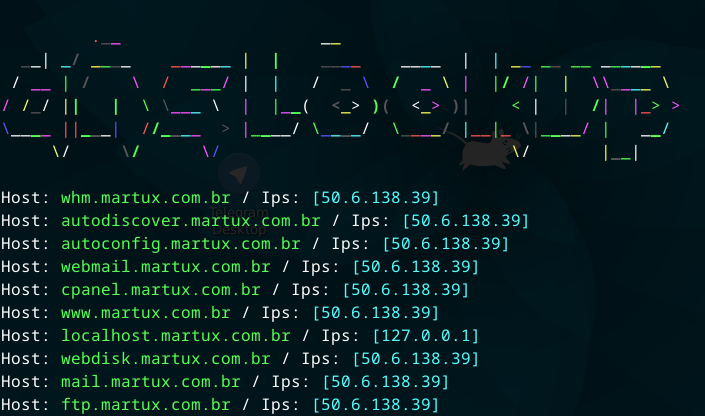 dnslookup
Telegram
Desktop
Host: whm.martux.com.br / Ips: [50.6.138.39]
Host: autodiscover.martux.com.br / Ips: [50.6.138.39]
Host: autoconfig.martux.com.br / Ips: [50.6.138.39]
Host: webmail.martux.com.br / Ips: [50.6.138.39]
Host: cpanel.martux.com.br / Ips: [50.6.138.39]
Host: www.martux.com.br / Ips: [50.6.138.39]
Host: localhost.martux.com.br / Ips: [127.0.0.1]
Host: webdisk.martux.com.br / Ips: [50.6.138.39]
Host: mail.martux.com.br / Ips: [50.6.138.39]
Host: ftp.martux.com.br / Ips: [50.6.138.39]